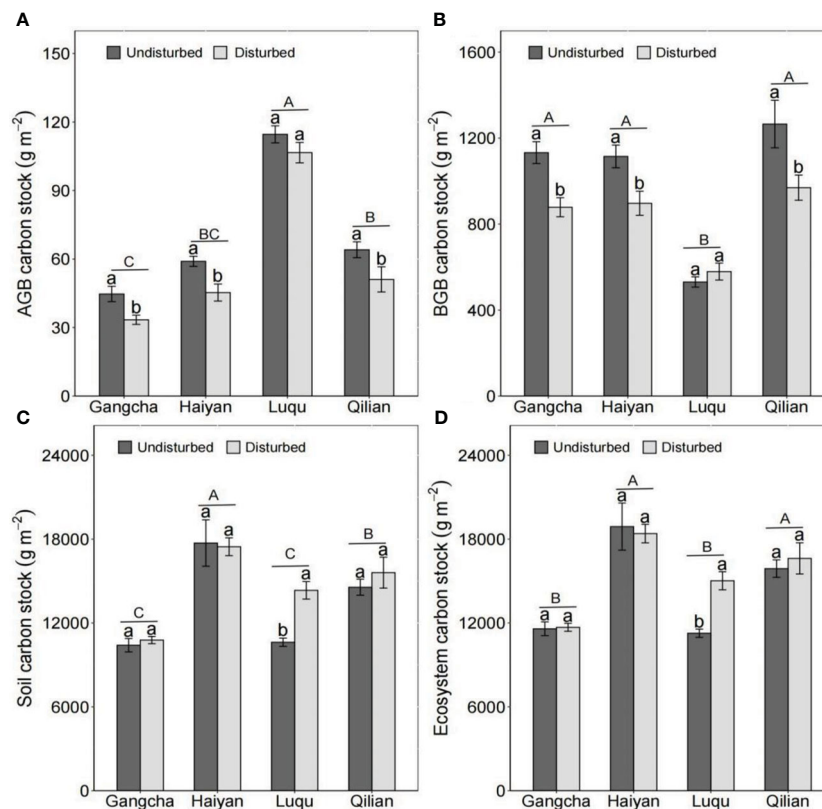 A
AGB carbon stock (g m⁻²)
150
120
90
60
30
0
Undisturbed Disturbed
C
a
b
BC
a
b
A
a
a
B
a
b
Gangcha Haiyan Luqu Qilian
B
BGB carbon stock (g m⁻²)
1600
1200
800
400
0
Undisturbed Disturbed
A
a
b
A
a
b
B
a
a
A
a
b
Gangcha Haiyan Luqu Qilian
C
Soil carbon stock (g m⁻²)
24000
18000
12000
6000
0
Undisturbed Disturbed
C
a
a
A
a
a
C
b
a
B
a
a
Gangcha Haiyan Luqu Qilian
D
Ecosystem carbon stock (g m⁻²)
24000
18000
12000
6000
0
Undisturbed Disturbed
B
a
a
A
a
a
B
b
a
A
a
a
Gangcha Haiyan Luqu Qilian